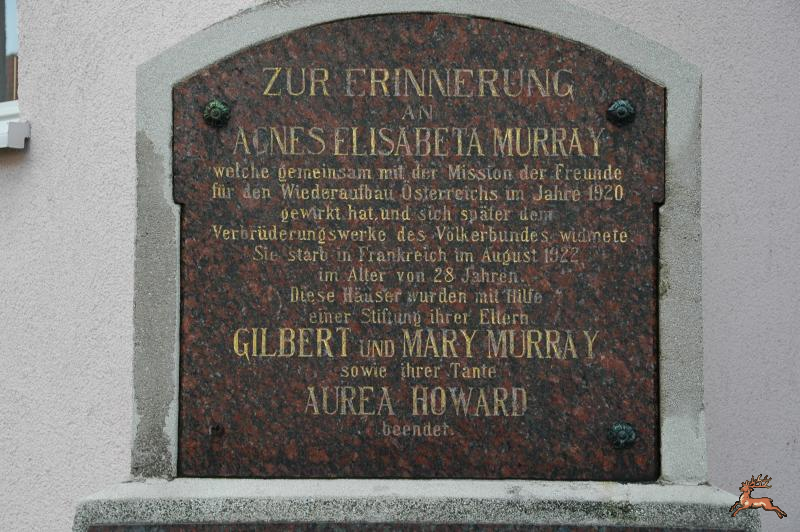 ZUR ERINNERUNG
AN
AGNES ELISABETA MURRAY
welche gemeinsam mit der Mission der Freunde
für den Wiederaufbau Österreichs im Jahre 1920
gewirkt hat, und sich später dem
Verbrüderungswerke des Völkerbundes widmete.
Sie starb in Frankreich im August 1922,
im Alter von 28 Jahren.
Diese Häuser wurden mit Hilfe
einer Stiftung ihrer Eltern
GILBERT UND MARY MURRAY
sowie ihrer Tante
AUREA HOWARD
beendet.